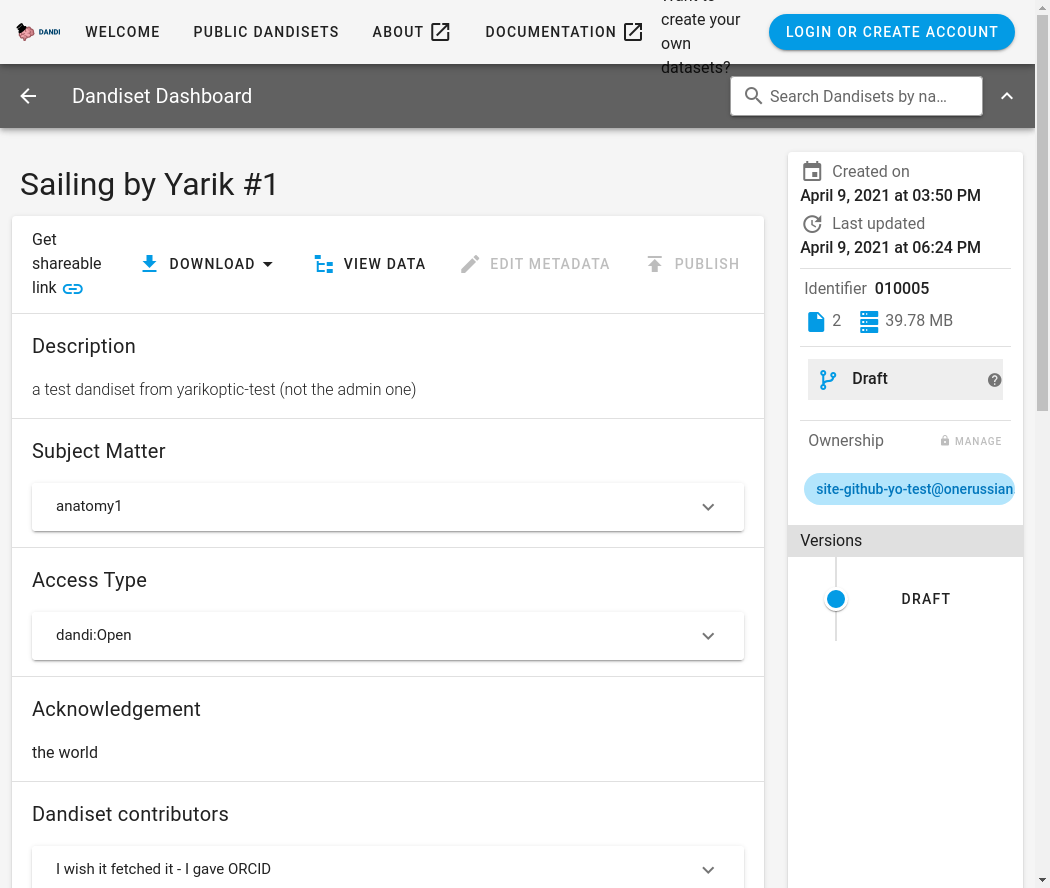 DANDI
WELCOME
PUBLIC DANDISETS
ABOUT
DOCUMENTATION
create your
own
datasets?
LOGIN OR CREATE ACCOUNT
Dandiset Dashboard
Search Dandisets by na...
Sailing by Yarik #1
Get
shareable
link
DOWNLOAD
VIEW DATA
EDIT METADATA
PUBLISH
Description
a test dandiset from yarikoptic-test (not the admin one)
Subject Matter
anatomy1
Access Type
dandi:Open
Acknowledgement
the world
Dandiset contributors
I wish it fetched it - I gave ORCID
Created on
April 9, 2021 at 03:50 PM
Last updated
April 9, 2021 at 06:24 PM
Identifier 010005
2 39.78 MB
Draft
Ownership
MANAGE
site-github-yo-test@onerussian
Versions
DRAFT